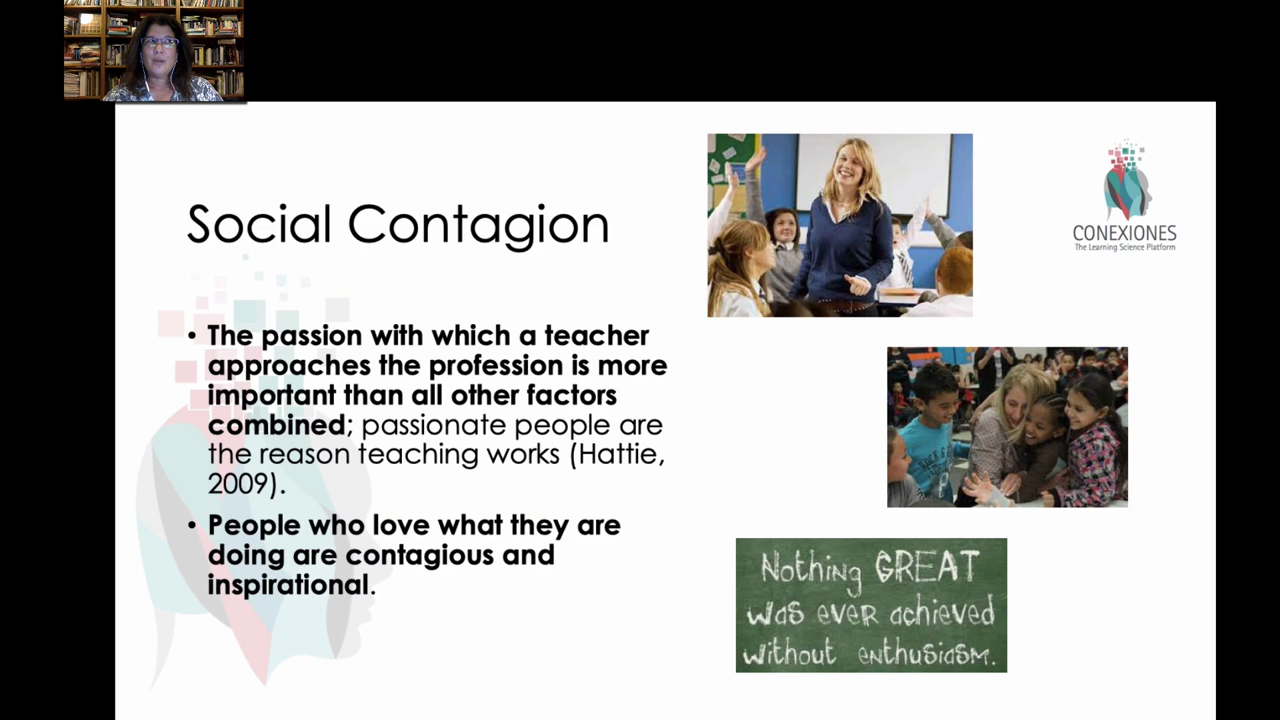 Social Contagion
• The passion with which a teacher
approaches the profession is more
important than all other factors
combined; passionate people are
the reason teaching works (Hattie,
2009).
• People who love what they are
doing are contagious and
inspirational.
CONEXIONES
The Learning Science Platform
Nothing GREAT
was ever achieved
without enthusiasm.